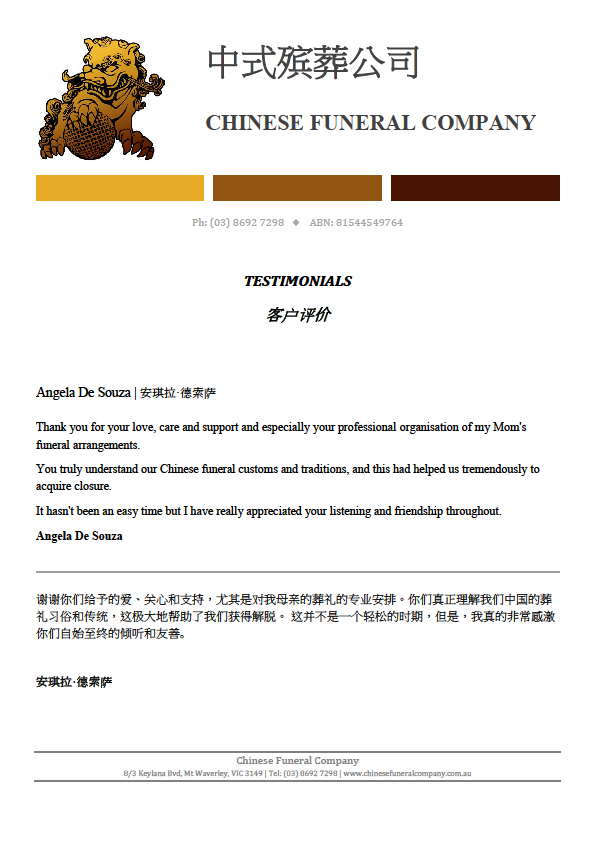 中式殡葬公司
CHINESE FUNERAL COMPANY
Ph: (03) 8692 7298 ♦ ABN: 81544549764
TESTIMONIALS
客户评价
Angela De Souza | 安琪拉·德索萨
Thank you for your love, care and support and especially your professional organisation of my Mom's
funeral arrangements.
You truly understand our Chinese funeral customs and traditions, and this had helped us tremendously to
acquire closure.
It hasn't been an easy time but I have really appreciated your listening and friendship throughout.
Angela De Souza
谢谢你们给予的爱、关心和支持，尤其是对我母亲的葬礼的专业安排。你们真正理解我们中国的葬
礼习俗和传统，这极大地帮助了我们获得解脱。 这并不是一个轻松的时期，但是，我真的非常感激
你们自始至终的倾听和友善。
安琪拉·德索萨
Chinese Funeral Company
8/3 Keylana Bvd, Mt Waverley, VIC 3149 | Tel: (03) 8692 7298 | www.chinesefuneralcompany.com.au